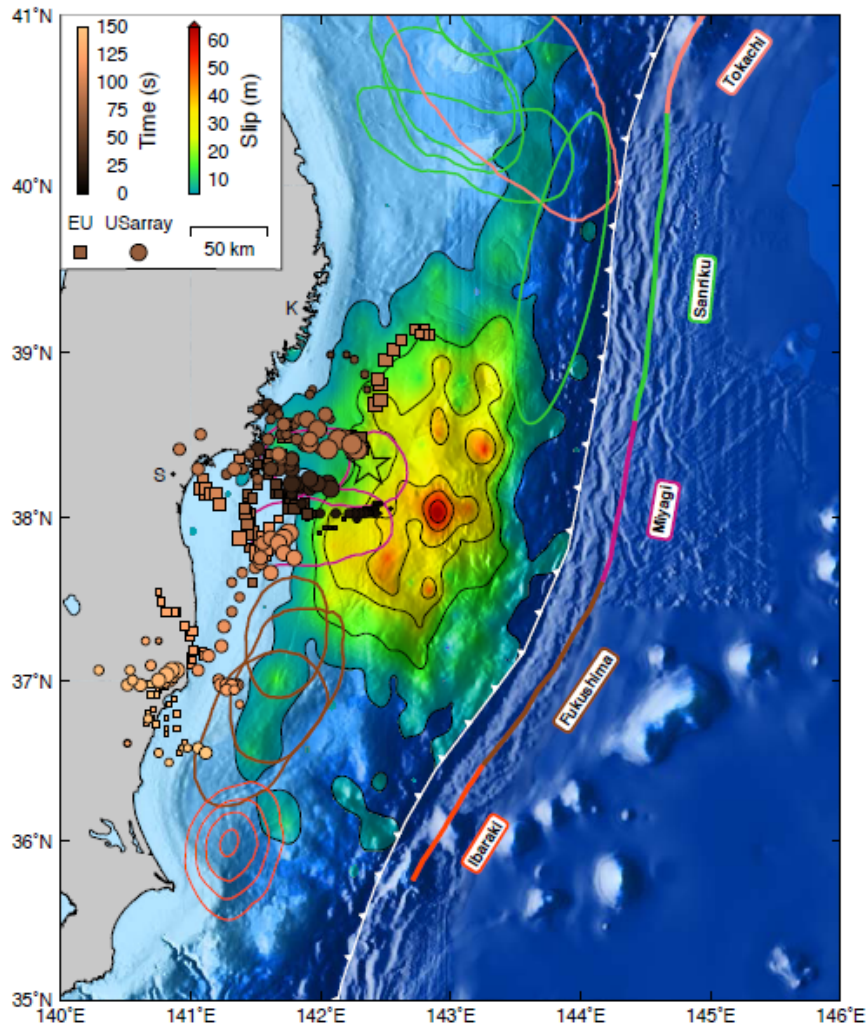 41°N
40°N
39°N
38°N
37°N
36°N
35°N
140°E
141°E
142°E
143°E
144°E
145°E
146°E
150
125
100
75
50
25
0
Time (s)
60
50
40
30
20
10
Slip (m)
EU USarray
50 km
K
S
Tokachi
Sanriku
Miyagi
Fukushima
Ibaraki